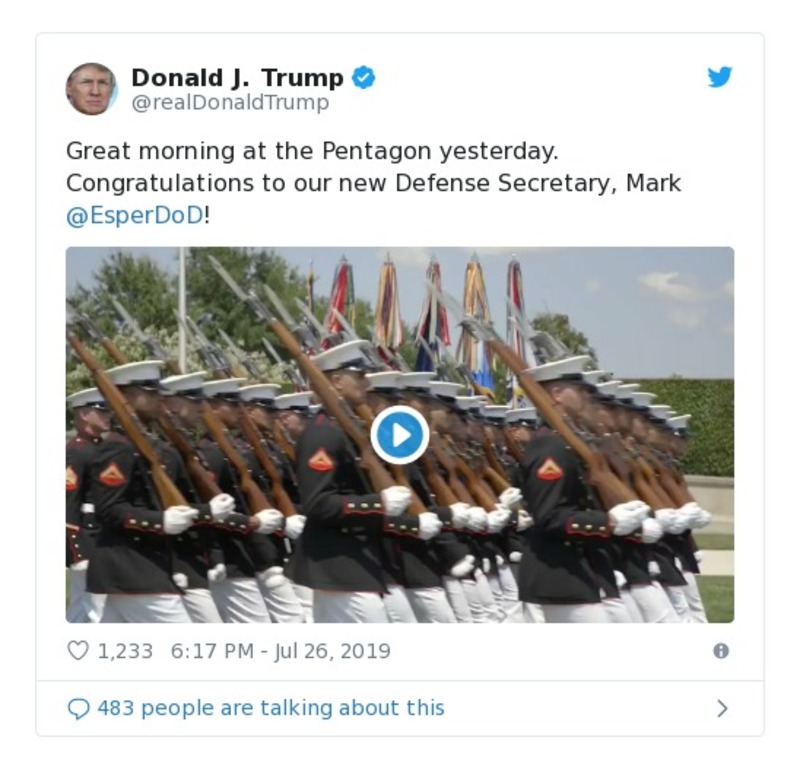 Donald J. Trump
@realDonaldTrump
Great morning at the Pentagon yesterday.
Congratulations to our new Defense Secretary, Mark
@EsperDoD!
1,233 6:17 PM - Jul 26, 2019
483 people are talking about this